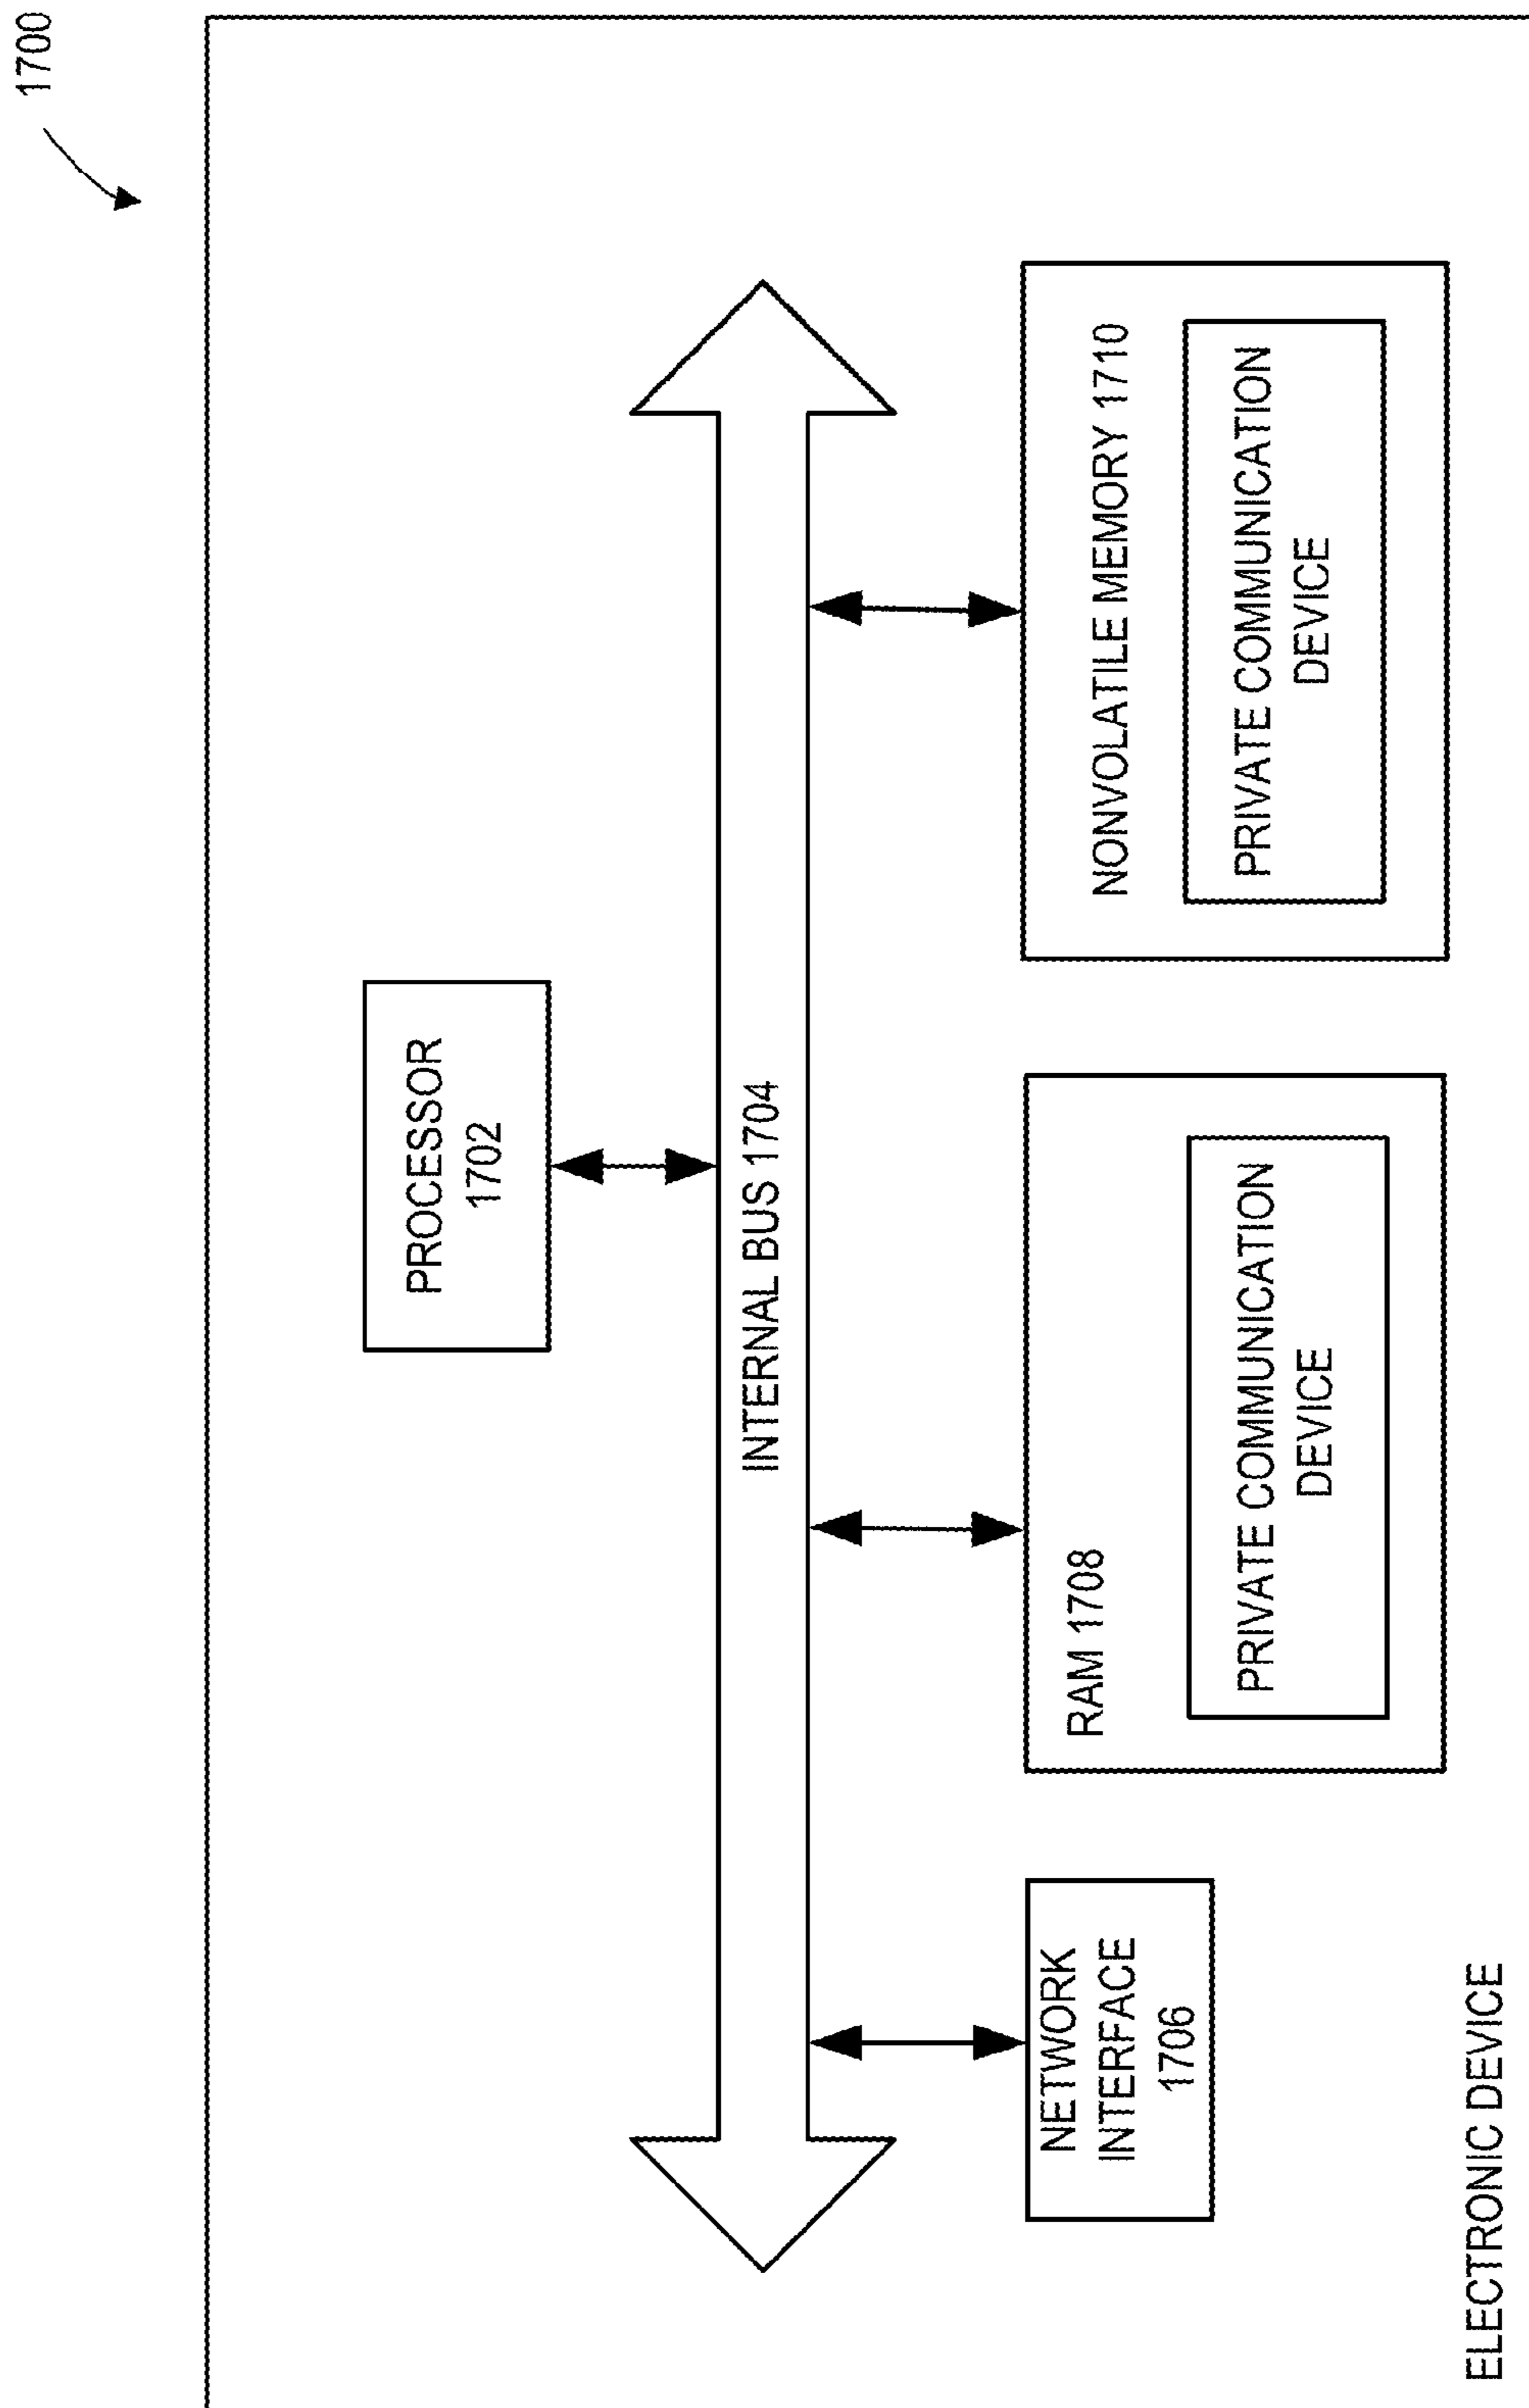 1700
PROCESSOR
1702
INTERNAL BUS 1704
NETWORK
INTERFACE
1706
RAM 1708
PRIVATE COMMUNICATION
DEVICE
NONVOLATILE MEMORY 1710
PRIVATE COMMUNICATION
DEVICE
ELECTRONIC DEVICE